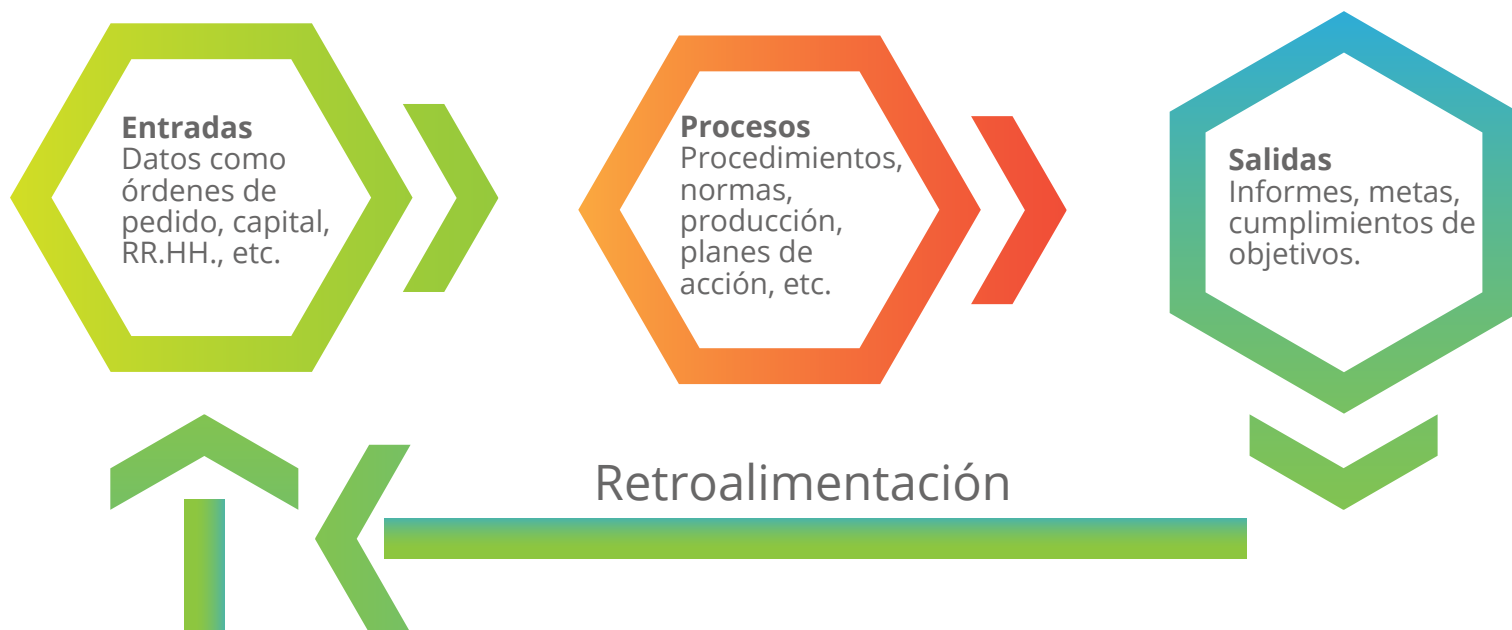 Entradas
Datos como
órdenes de
pedido, capital,
RR.HH., etc.
Procesos
Procedimientos,
normas,
producción,
planes de
acción, etc.
Salidas
Informes, metas,
cumplimientos de
objetivos.
Retroalimentación